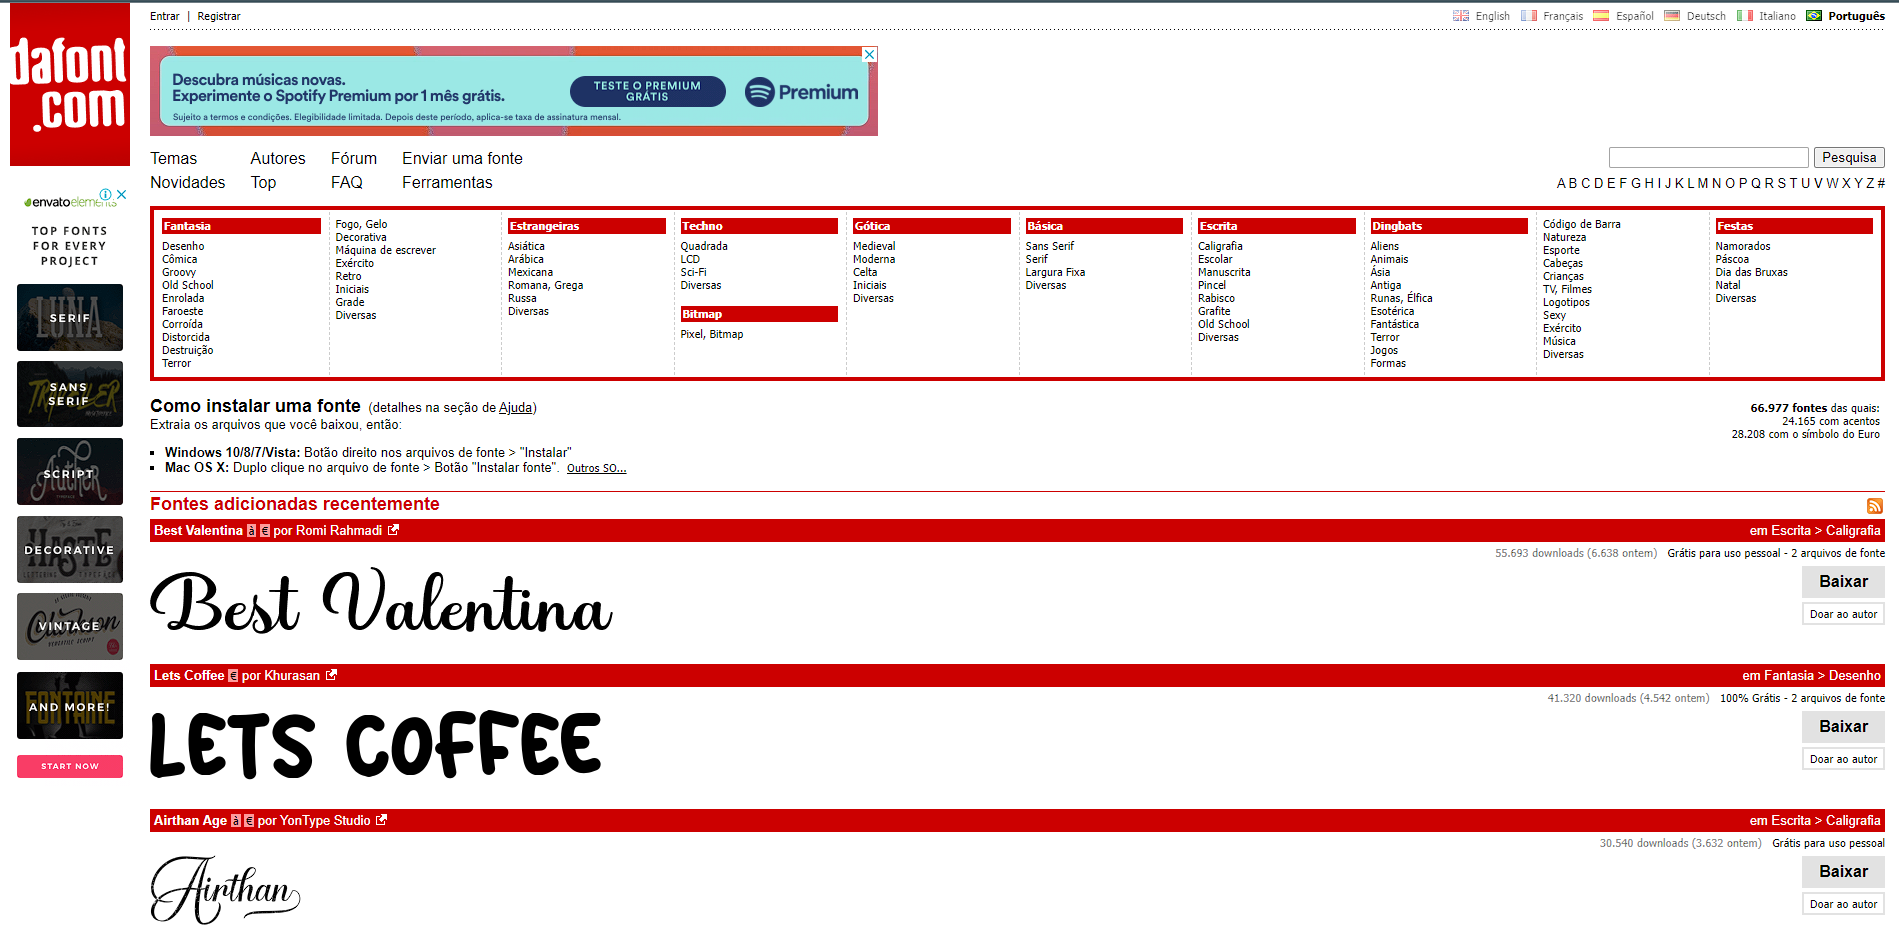 dafont
.com
Entrar | Registrar
English Français Español Deutsch Italiano Português
Descubra músicas novas.
Experimente o Spotify Premium por 1 mês grátis.
Sujeito a termos e condições. Elegibilidade limitada. Depois deste período, aplica-se taxa de assinatura mensal.
TESTE O PREMIUM
GRÁTIS
Premium
Temas Autores Fórum Enviar uma fonte
Novidades Top FAQ Ferramentas
Pesquisa
A B C D E F G H I J K L M N O P Q R S T U V W X Y Z #
envatoelements
TOP FONTS
FOR EVERY
PROJECT
LUNA
SERIF
SANS
SERIF
SCRIPT
HASTE
DECORATIVE
Clarkson
VINTAGE
FONTAINE
AND MORE!
START NOW
Fantasia
Desenho
Cômica
Groovy
Old School
Enrolada
Faroeste
Corroída
Distorcida
Destruição
Terror
Fogo, Gelo
Decorativa
Máquina de escrever
Exército
Retro
Iniciais
Grade
Diversas
Estrangeiras
Asiática
Arábica
Mexicana
Romana, Grega
Russa
Diversas
Techno
Quadrada
LCD
Sci-Fi
Diversas
Bitmap
Pixel, Bitmap
Gótica
Medieval
Moderna
Celta
Iniciais
Diversas
Básica
Sans Serif
Serif
Largura Fixa
Diversas
Escrita
Caligrafia
Escolar
Manuscrita
Pincel
Rabisco
Grafite
Old School
Diversas
Dingbats
Aliens
Animais
Ásia
Antiga
Runas, Élfica
Esotérica
Fantástica
Terror
Jogos
Formas
Código de Barra
Natureza
Esporte
Cabeças
Crianças
TV, Filmes
Logotipos
Sexy
Exército
Música
Diversas
Festas
Namorados
Páscoa
Dia das Bruxas
Natal
Diversas
Como instalar uma fonte (detalhes na seção de Ajuda)
Extraia os arquivos que você baixou, então:
Windows 10/8/7/Vista: Botão direito nos arquivos de fonte > "Instalar"
Mac OS X: Duplo clique no arquivo de fonte > Botão "Instalar fonte". Outros SO...
66.977 fontes das quais:
24.165 com acentos
28.208 com o símbolo do Euro
Fontes adicionadas recentemente
Best Valentina à € por Romi Rahmadi em Escrita > Caligrafia
55.693 downloads (6.638 ontem) Grátis para uso pessoal - 2 arquivos de fonte
Best Valentina
Baixar
Doar ao autor
Lets Coffee € por Khurasan em Fantasia > Desenho
41.320 downloads (4.542 ontem) 100% Grátis - 2 arquivos de fonte
LETS COFFEE
Baixar
Doar ao autor
Airthan Age à € por YonType Studio em Escrita > Caligrafia
30.540 downloads (3.632 ontem) Grátis para uso pessoal
Airthan
Baixar
Doar ao autor